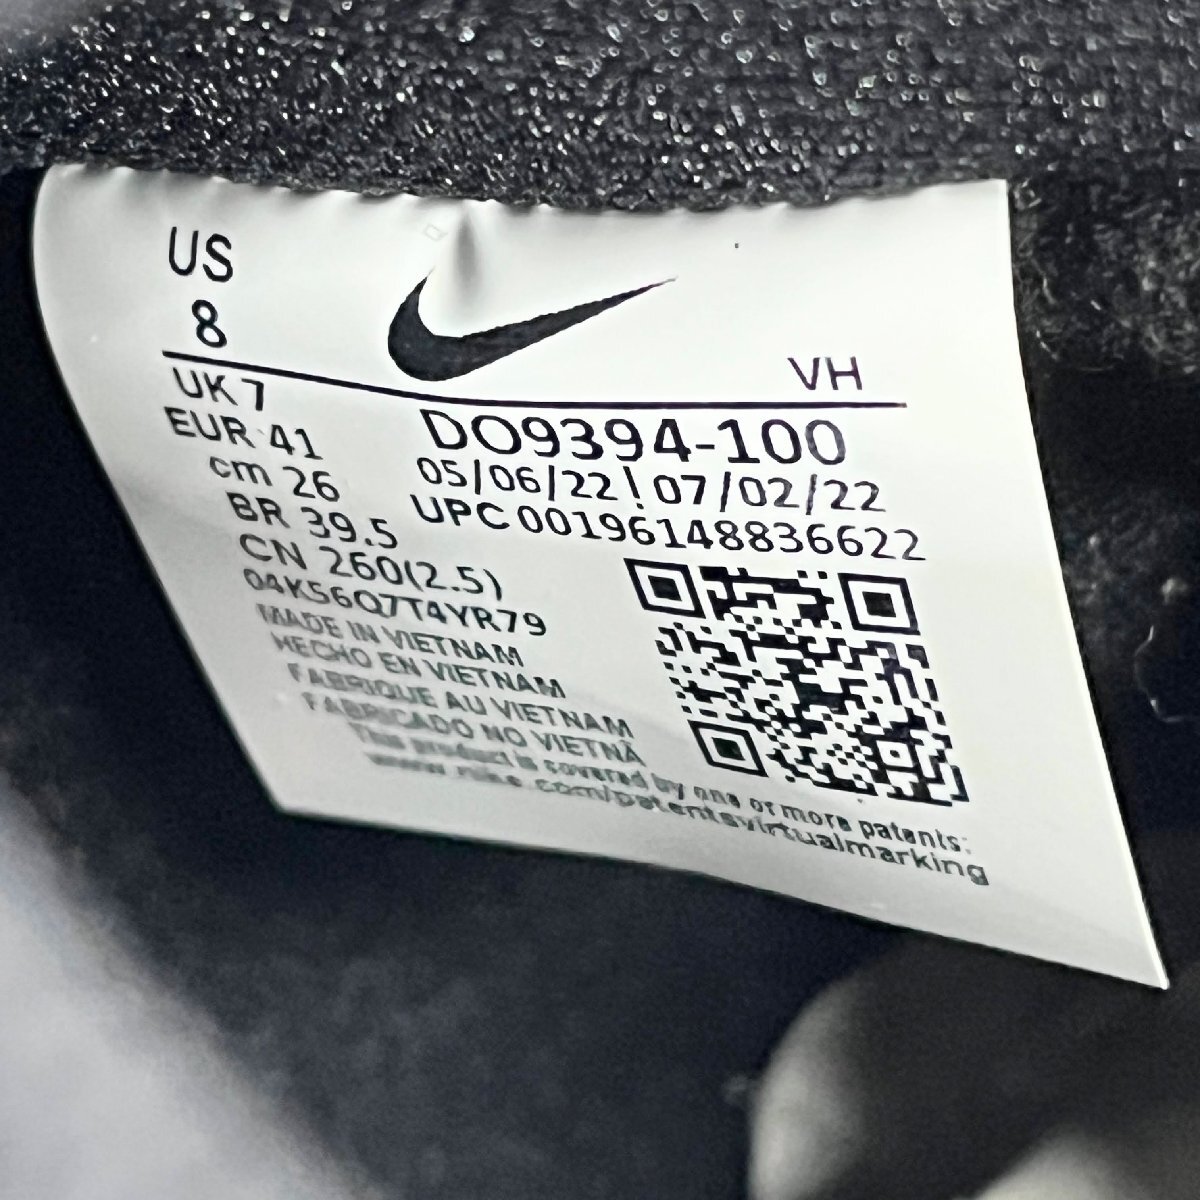 US
8
VH
UK 7
EUR 41
cm 26
BR 39.5
CN 260(2.5)
04K56Q7T4YR79
DO9394-100
05/06/22 | 07/02/22
UPC 00196148836622
MADE IN VIETNAM
HECHO EN VIETNAM
FABRIQUE AU VIETNAM
FABRICADO NO VIETNÃ
This product is covered by one or more patents:
www.nike.com/patentsvirtualmarking